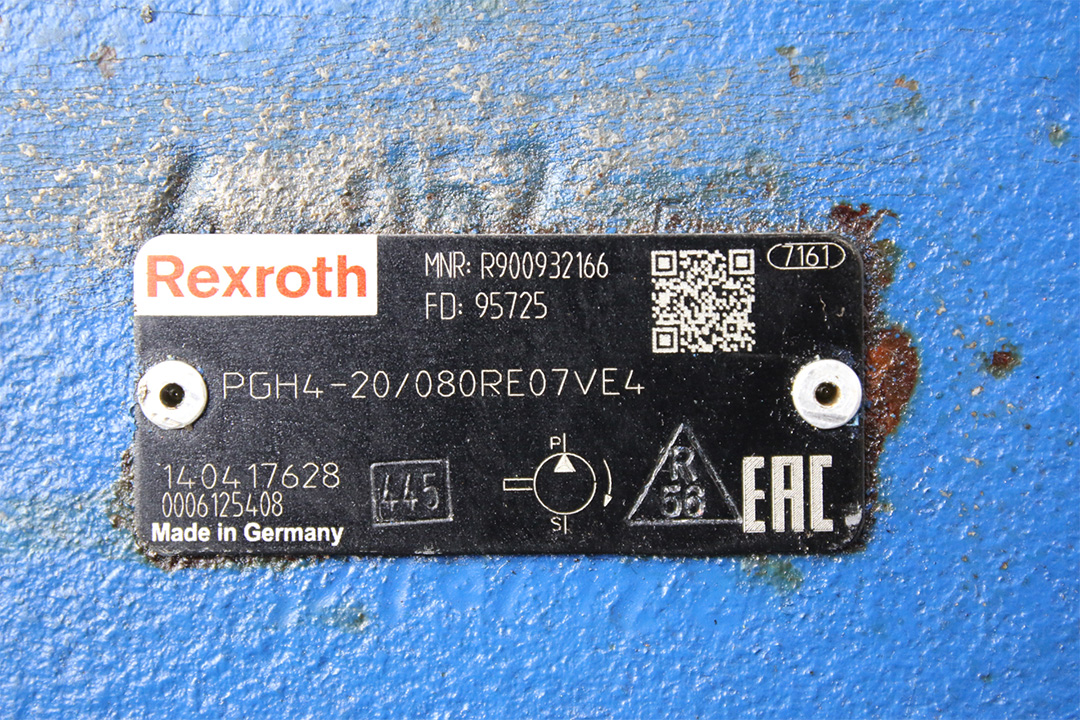 Rexroth
MNR: R900932166
FD: 95725
7161
PGH4-20/080RE07VE4
140417628
0006125408
Made in Germany
445
P
S
R
56
EAC